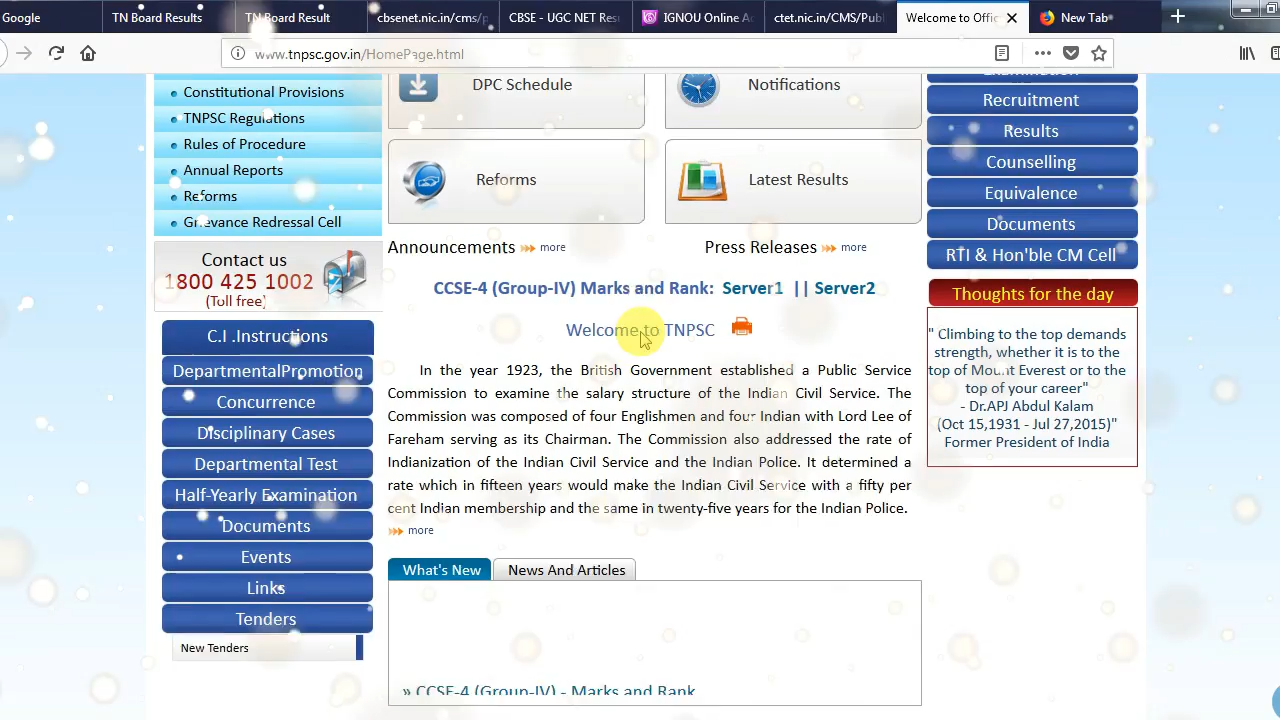 Google
TN Board Results
TN Board Result
cbsenet.nic.in/cms/p
CBSE - UGC NET Res
IGNOU Online A
ctet.nic.in/CMS/Publ
Welcome to Offic
New Tab
www.tnpsc.gov.in/HomePage.html
Constitutional Provisions
TNPSC Regulations
Rules of Procedure
Annual Reports
Reforms
Grievance Redressal Cell
Contact us
1800 425 1002
(Toll free)
C.I .Instructions
DepartmentalPromotion
Concurrence
Disciplinary Cases
Departmental Test
Half-Yearly Examination
Documents
Events
Links
Tenders
New Tenders
DPC Schedule
Notifications
Reforms
Latest Results
Announcements more
Press Releases more
CCSE-4 (Group-IV) Marks and Rank: Server1 || Server2
Welcome to TNPSC
In the year 1923, the British Government established a Public Service
Commission to examine the salary structure of the Indian Civil Service. The
Commission was composed of four Englishmen and four Indian with Lord Lee of
Fareham serving as its Chairman. The Commission also addressed the rate of
Indianization of the Indian Civil Service and the Indian Police. It determined a
rate which in fifteen years would make the Indian Civil Service with a fifty per
cent Indian membership and the same in twenty-five years for the Indian Police.
more
What's New
News And Articles
» CCSE-4 (Group-IV) - Marks and Rank
Examination
Recruitment
Results
Counselling
Equivalence
Documents
RTI & Hon'ble CM Cell
Thoughts for the day
" Climbing to the top demands
strength, whether it is to the
top of Mount Everest or to the
top of your career"
- Dr.APJ Abdul Kalam
(Oct 15,1931 - Jul 27,2015)"
Former President of India